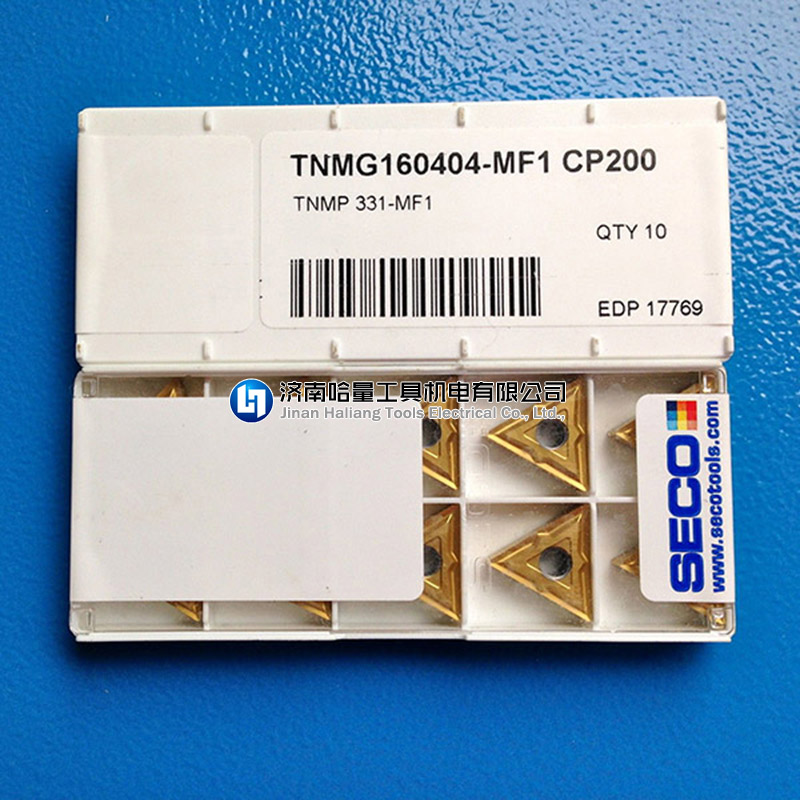 TNMG160404-MF1 CP200
TNMP 331-MF1
QTY 10
EDP 17769
济南哈量工具机电有限公司
Jinan Haliang Tools Electrical Co., Ltd.,
SECO
www.secotools.com